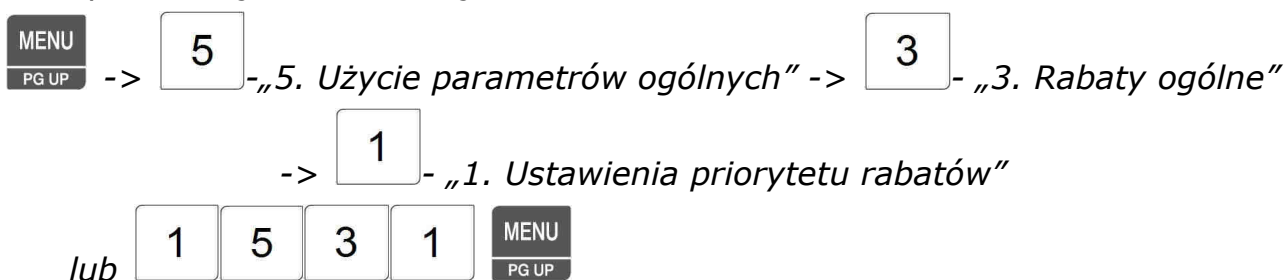 MENU PG UP -> 5 -„5. Użycie parametrów ogólnych” -> 3 - „3. Rabaty ogólne”
-> 1 - „1. Ustawienia priorytetu rabatów”
lub 1 5 3 1 MENU PG UP